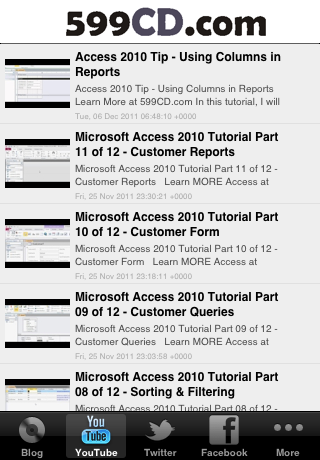 599CD.com
Access 2010 Tip - Using Columns in
Reports
Access 2010 Tip - Using Columns in Reports
Learn More at 599CD.com In this tutorial, I will
Tue, 06 Dec 2011 06:48:10 +0000
Microsoft Access 2010 Tutorial Part
11 of 12 - Customer Reports
Microsoft Access 2010 Tutorial Part 11 of 12 -
Customer Reports Learn MORE Access at
Fri, 25 Nov 2011 23:30:21 +0000
Microsoft Access 2010 Tutorial Part
10 of 12 - Customer Form
Microsoft Access 2010 Tutorial Part 10 of 12 -
Customer Form Learn MORE Access at
Fri, 25 Nov 2011 23:16:11 +0000
Microsoft Access 2010 Tutorial Part
09 of 12 - Customer Queries
Microsoft Access 2010 Tutorial Part 09 of 12 -
Customer Queries Learn MORE Access at
Fri, 25 Nov 2011 23:03:58 +0000
Microsoft Access 2010 Tutorial Part
08 of 12 - Sorting & Filtering
Microsoft Access 2010 Tutorial Part 08 of 12 -
You
Tube
Blog YouTube Twitter Facebook More